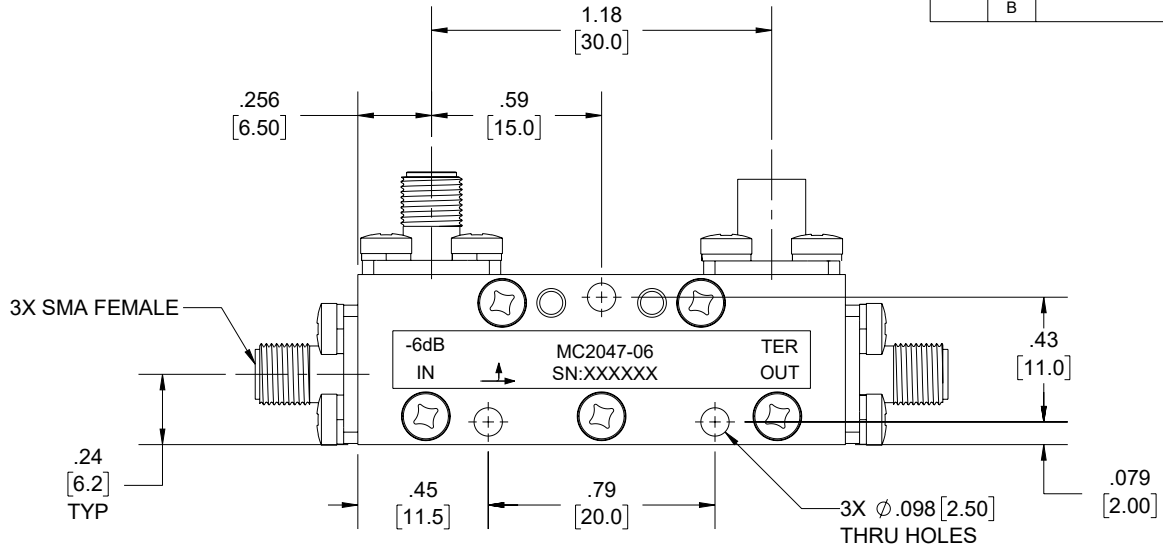 B
1.18
[30.0]
.256
[6.50]
.59
[15.0]
3X SMA FEMALE
-6dB
IN
MC2047-06
SN:XXXXXX
TER
OUT
.43
[11.0]
.24
[6.2]
TYP
.45
[11.5]
.79
[20.0]
3X ⌀ .098 [2.50]
THRU HOLES
.079
[2.00]